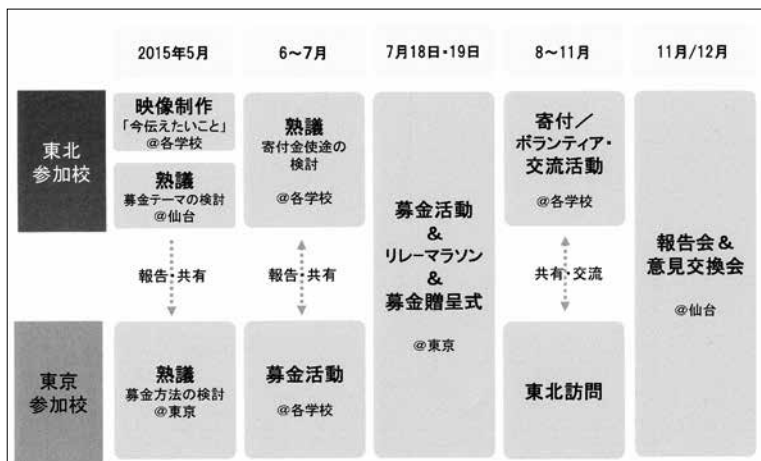 2015年5月
6～7月
7月18日・19日
8～11月
11月/12月
東北
参加校
映像制作
「今伝えたいこと」
@各学校
熟議
募金テーマの検討
@仙台
熟議
寄付金使途の
検討
@各学校
募金活動
&
リレーマラソン
&
募金贈呈式
@東京
寄付／
ボランティア・
交流活動
@各学校
報告会&
意見交換会
@仙台
報告・共有
報告・共有
共有・交流
東京
参加校
熟議
募金方法の検討
@東京
募金活動
@各学校
東北訪問